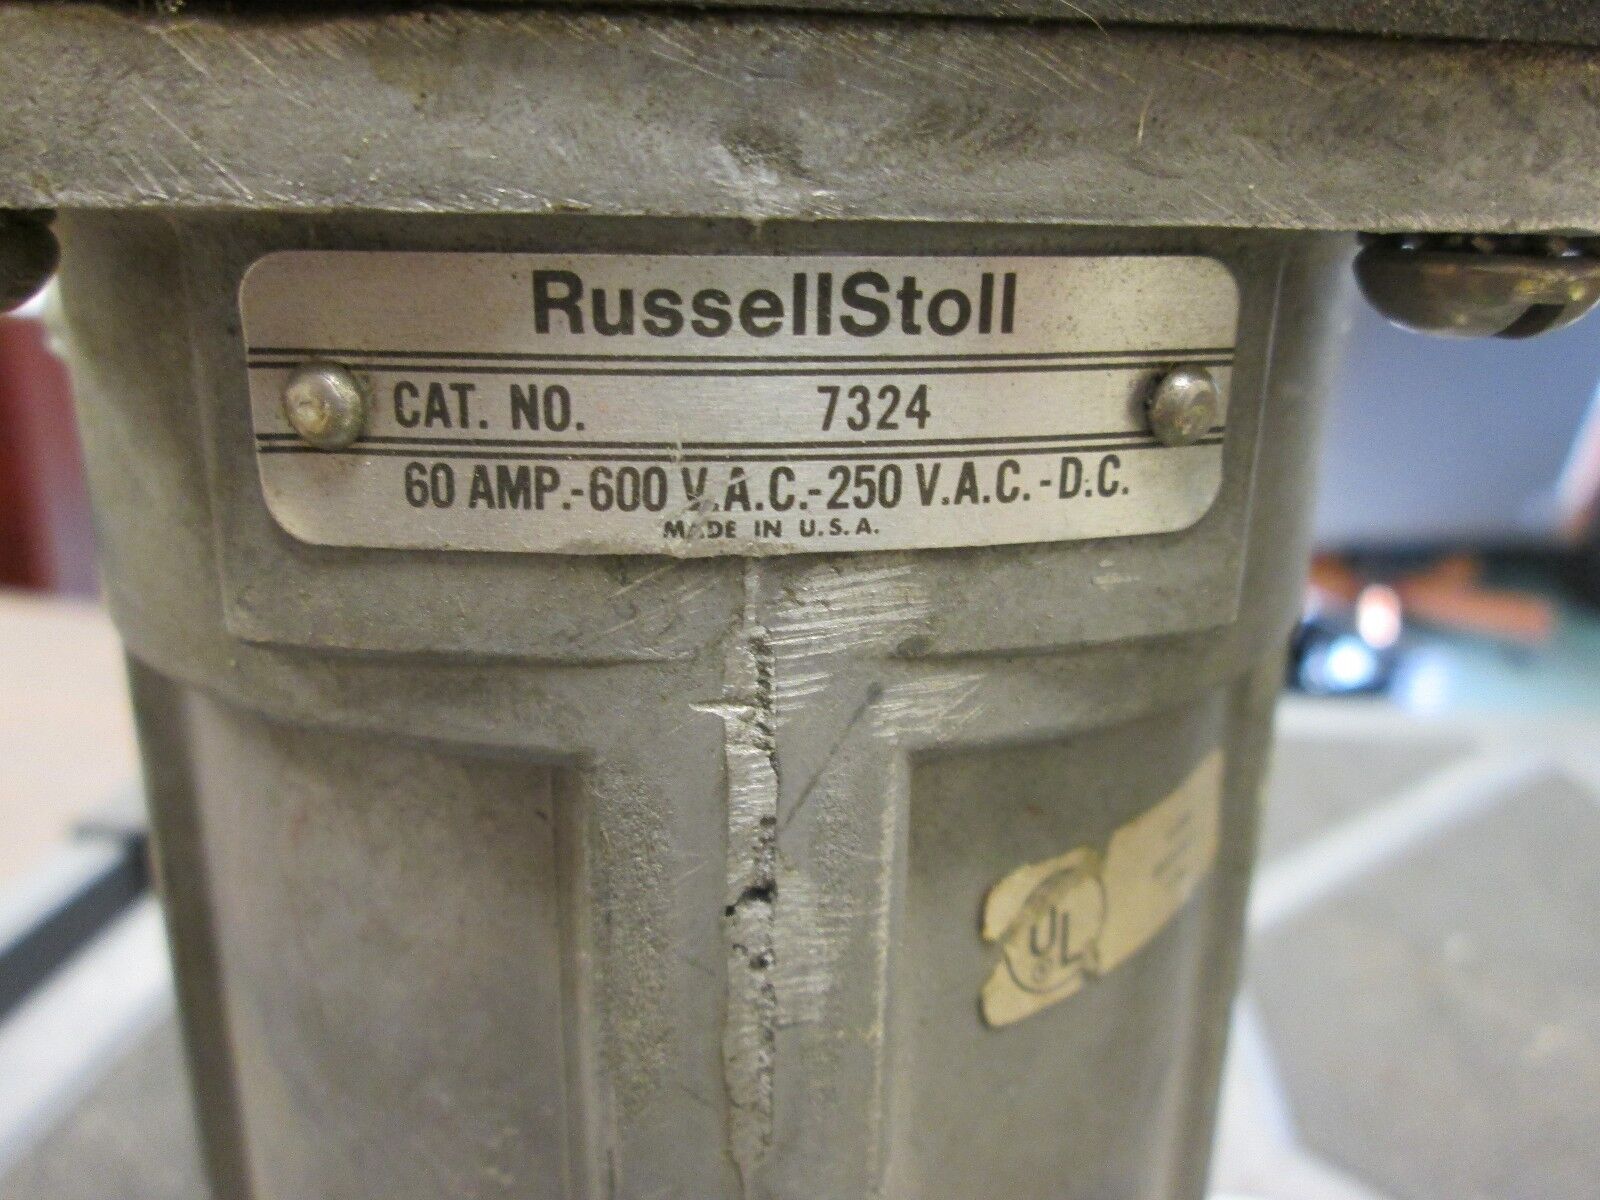 RussellStoll
CAT. NO. 7324
60 AMP.-600 V.A.C.-250 V.A.C.-D.C.
MADE IN U.S.A.
UL